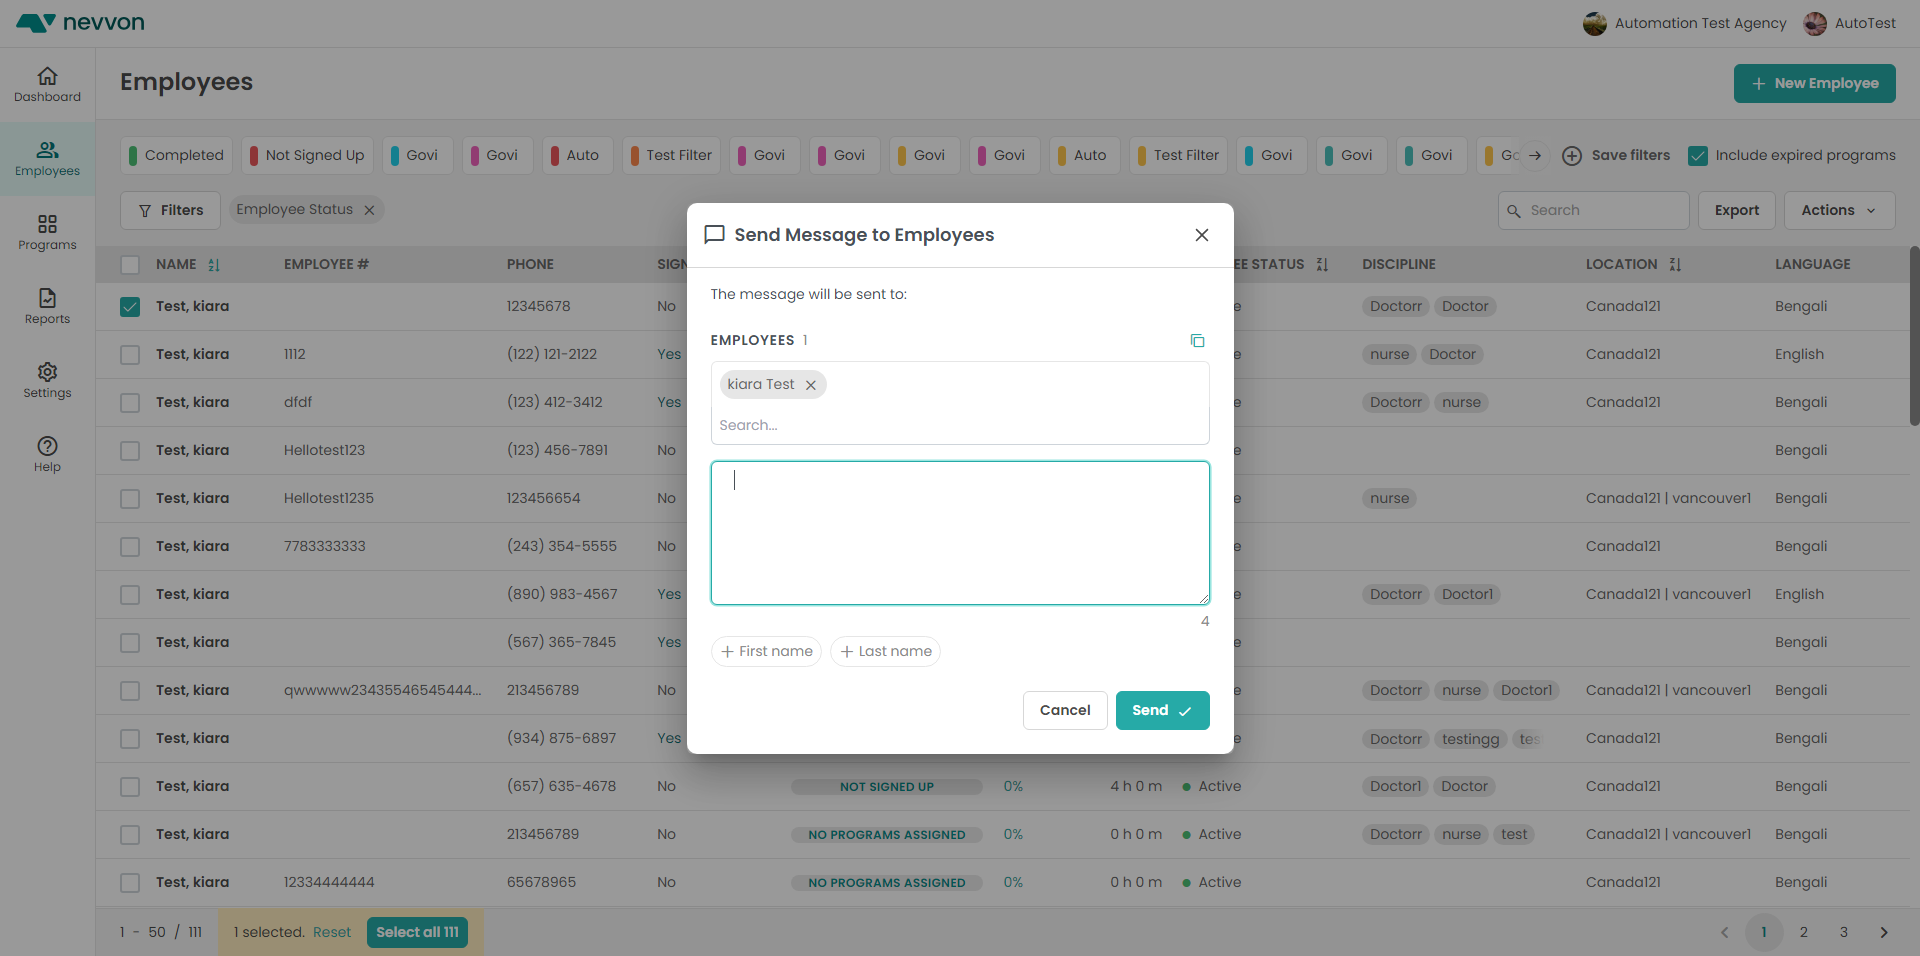 nevvon
Automation Test Agency AutoTest
Dashboard
Employees
Programs
Reports
Settings
Help
Employees
New Employee
Completed Not Signed Up Govi Govi Auto Test Filter Govi Govi Govi Govi Auto Test Filter Govi Govi Govi Save filters Include expired programs
Filters Employee Status Search Export Actions
NAME EMPLOYEE # PHONE DISCIPLINE LOCATION LANGUAGE
Test, kiara 12345678 No Doctorr Doctor Canada121 Bengali
Test, kiara 1112 (122) 121-2122 Yes nurse Doctor Canada121 English
Test, kiara dfdf (123) 412-3412 Yes Doctorr nurse Canada121 Bengali
Test, kiara Hellotest123 (123) 456-7891 No Bengali
Test, kiara Hellotest1235 123456654 No nurse Canada121 | vancouver1 Bengali
Test, kiara 7783333333 (243) 354-5555 No Canada121 Bengali
Test, kiara (890) 983-4567 Yes Doctorr Doctor1 Canada121 | vancouver1 English
Test, kiara (567) 365-7845 Yes Bengali
Test, kiara qwwwww23435546545444... 213456789 No Doctorr nurse Doctor1 Canada121 | vancouver1 Bengali
Test, kiara (934) 875-6897 Yes Doctorr testingg Canada121 Bengali
Test, kiara (657) 635-4678 No NOT SIGNED UP 0% 4 h 0 m Active Doctor1 Doctor Canada121 Bengali
Test, kiara 213456789 No NO PROGRAMS ASSIGNED 0% 0 h 0 m Active Doctorr nurse test Canada121 | vancouver1 Bengali
Test, kiara 12334444444 65678965 No NO PROGRAMS ASSIGNED 0% 0 h 0 m Active Canada121 Bengali
1 - 50 / 111 1 selected. Reset Select all 111 1 2 3
Send Message to Employees
The message will be sent to:
EMPLOYEES 1
kiara Test
Search...
4
First name Last name
Cancel Send